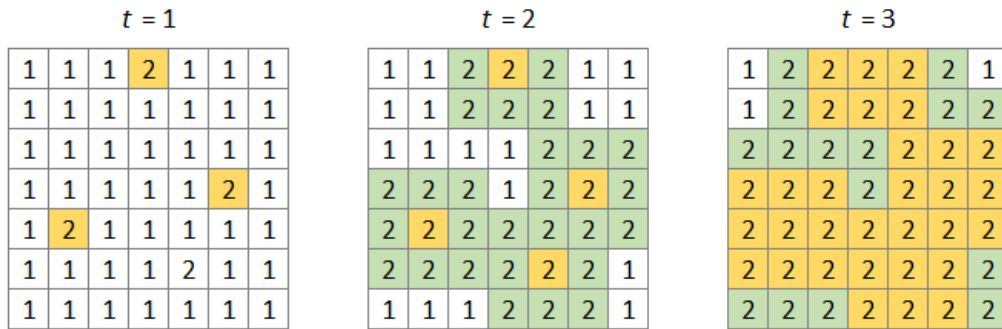 t = 1 t = 2 t = 3
1 1 1 2 1 1 1 1 1 2 2 2 1 1 1 2 2 2 2 2 1
1 1 1 1 1 1 1 1 1 2 2 2 1 1 1 2 2 2 2 2 2
1 1 1 1 1 1 1 1 1 1 1 2 2 2 2 2 2 2 2 2 2
1 1 1 1 1 2 1 2 2 2 1 2 2 2 2 2 2 2 2 2 2
1 2 1 1 1 1 1 2 2 2 2 2 2 2 2 2 2 2 2 2 2
1 1 1 1 2 1 1 2 2 2 2 2 2 1 2 2 2 2 2 2 2
1 1 1 1 1 1 1 1 1 1 2 2 2 1 2 2 2 2 2 2 2